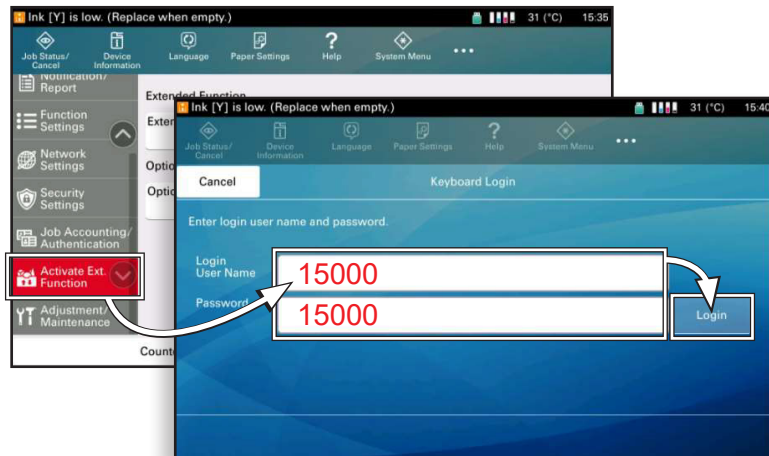 Ink [Y] is low. (Replace when empty.) 31 (°C) 15:35
Job Status/
Cancel
Device
Information
Language
Paper Settings
Help
System Menu
Notification/
Report
Function
Settings
Network
Settings
Security
Settings
Job Accounting/
Authentication
Activate Ext.
Function
Adjustment/
Maintenance
Extended Function
Ink [Y] is low. (Replace when empty.) 31 (°C) 15:40
Job Status/
Cancel
Device
Information
Language
Paper Settings
Help
System Menu
Cancel
Keyboard Login
Enter login user name and password.
Login
User Name
15000
Password
15000
Login